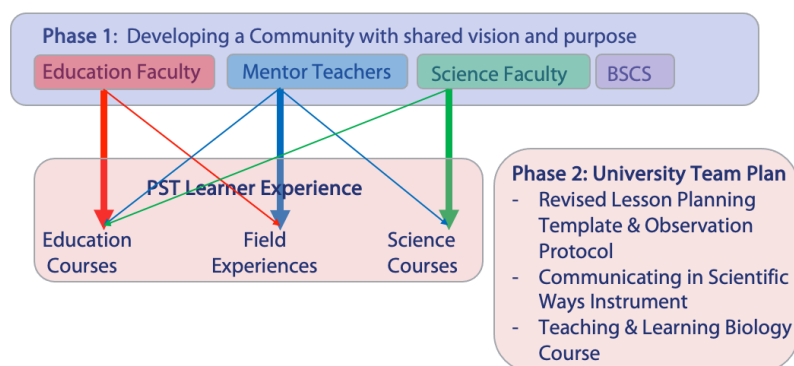 Phase 1: Developing a Community with shared vision and purpose
Education Faculty
Mentor Teachers
Science Faculty
BSCS
PST Learner Experience
Education
Courses
Field
Experiences
Science
Courses
Phase 2: University Team Plan
- Revised Lesson Planning
Template & Observation
Protocol
- Communicating in Scientific
Ways Instrument
- Teaching & Learning Biology
Course